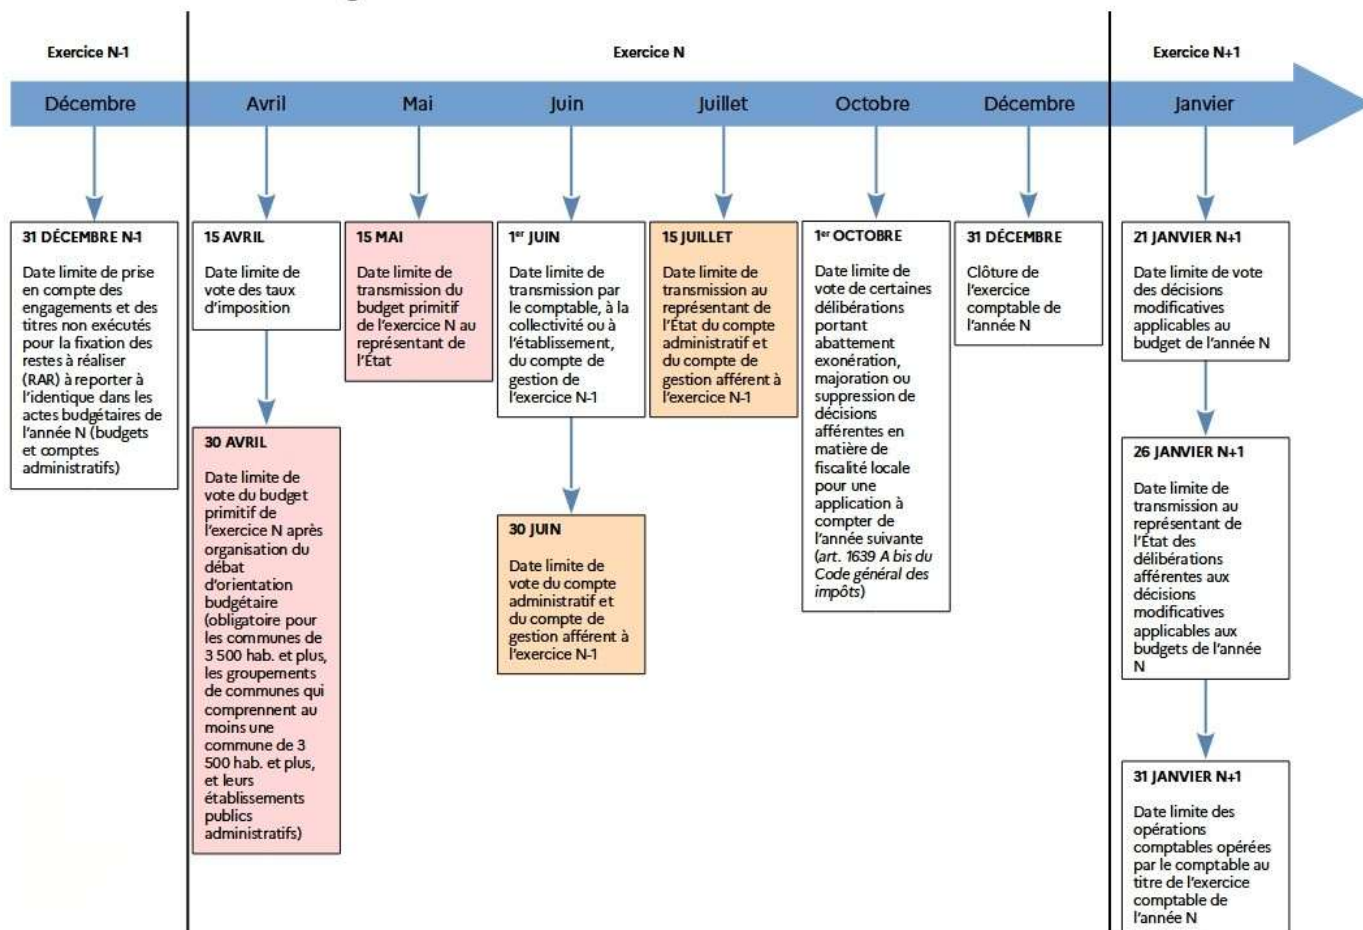 Exercice N-1
Exercice N
Exercice N+1
Décembre
Avril
Mai
Juin
Juillet
Octobre
Décembre
Janvier
31 DÉCEMBRE N-1
Date limite de prise
en compte des
engagements et des
titres non exécutés
pour la fixation des
restes à réaliser
(RAR) à reporter à
l'identique dans les
actes budgétaires de
l'année N (budgets
et comptes
administratifs)
15 AVRIL
Date limite de
vote des taux
d'imposition
30 AVRIL
Date limite de
vote du budget
primitif de
l'exercice N après
organisation du
débat
d'orientation
budgétaire
(obligatoire pour
les communes de
3 500 hab. et plus,
les groupements
de communes qui
comprennent au
moins une
commune de 3
500 hab. et plus,
et leurs
établissements
publics
administratifs)
15 MAI
Date limite de
transmission du
budget primitif
de l'exercice N au
représentant de
l'État
1er JUIN
Date limite de
transmission par
le comptable, à la
collectivité ou à
l'établissement,
du compte de
gestion de
l'exercice N-1
30 JUIN
Date limite de
vote du compte
administratif et
du compte de
gestion afférent à
l'exercice N-1
15 JUILLET
Date limite de
transmission au
représentant de
l'État du compte
administratif et
du compte de
gestion afférent à
l'exercice N-1
1er OCTOBRE
Date limite de
vote de certaines
délibérations
portant
abattement
exonération,
majoration ou
suppression de
décisions
afférentes en
matière de
fiscalité locale
pour une
application à
compter de
l'année suivante
(art. 1639 A bis du
Code général des
impôts)
31 DÉCEMBRE
Clôture de
l'exercice
comptable de
l'année N
21 JANVIER N+1
Date limite de vote
des décisions
modificatives
applicables au
budget de l'année N
26 JANVIER N+1
Date limite de
transmission au
représentant de
l'État des
délibérations
afférentes aux
décisions
modificatives
applicables aux
budgets de l'année
N
31 JANVIER N+1
Date limite des
opérations
comptables opérées
par le comptable au
titre de l'exercice
comptable de
l'année N